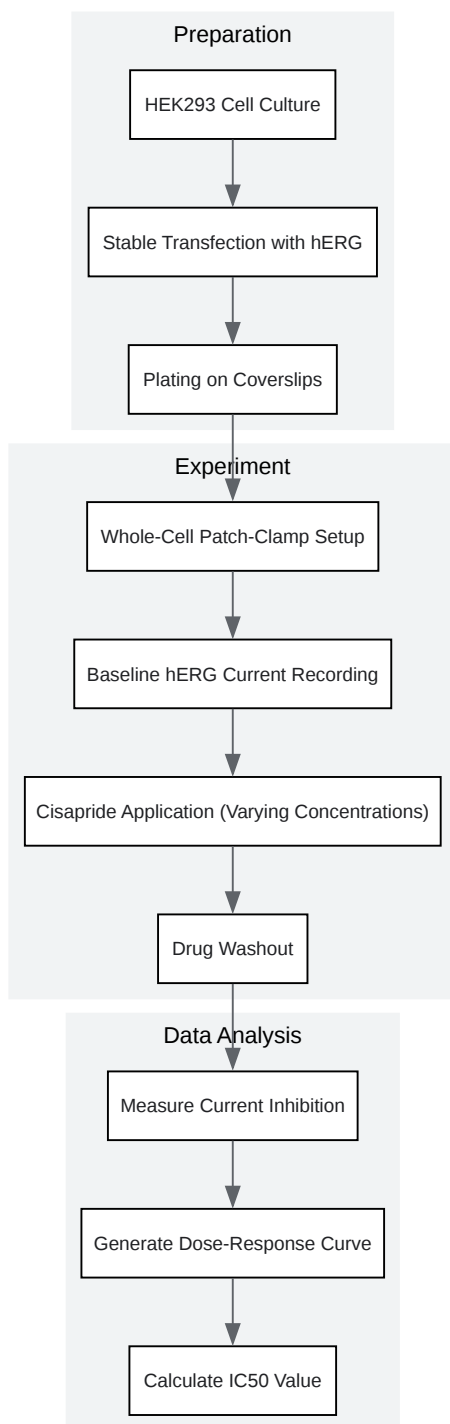 Preparation
HEK293 Cell Culture
Stable Transfection with hERG
Plating on Coverslips
Experiment
Whole-Cell Patch-Clamp Setup
Baseline hERG Current Recording
Cisapride Application (Varying Concentrations)
Drug Washout
Data Analysis
Measure Current Inhibition
Generate Dose-Response Curve
Calculate IC50 Value